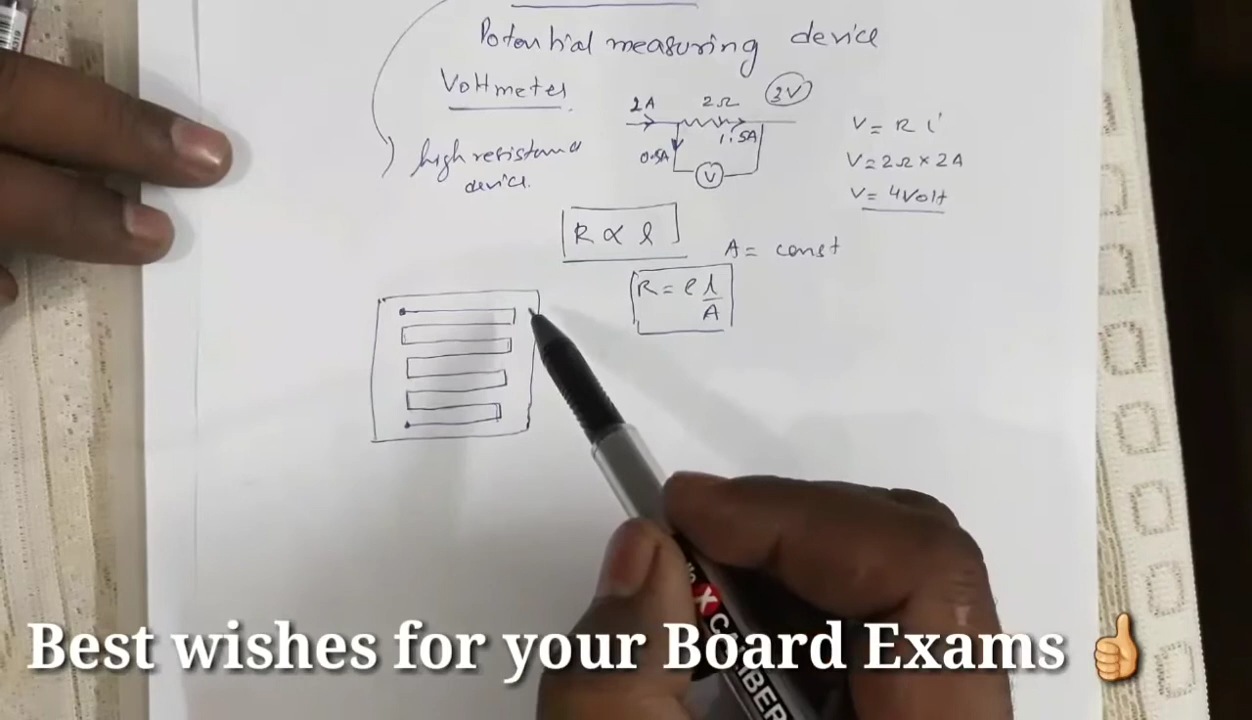 Potential measuring device
Voltmeter
) high resistance
device.
2A 2Ω 3V
0.5A 1.5A
V
V = R i
V = 2Ω × 2A
V = 4Volt
R ∝ l
A = const
R = ρ l/A
Best wishes for your Board Exams 👍